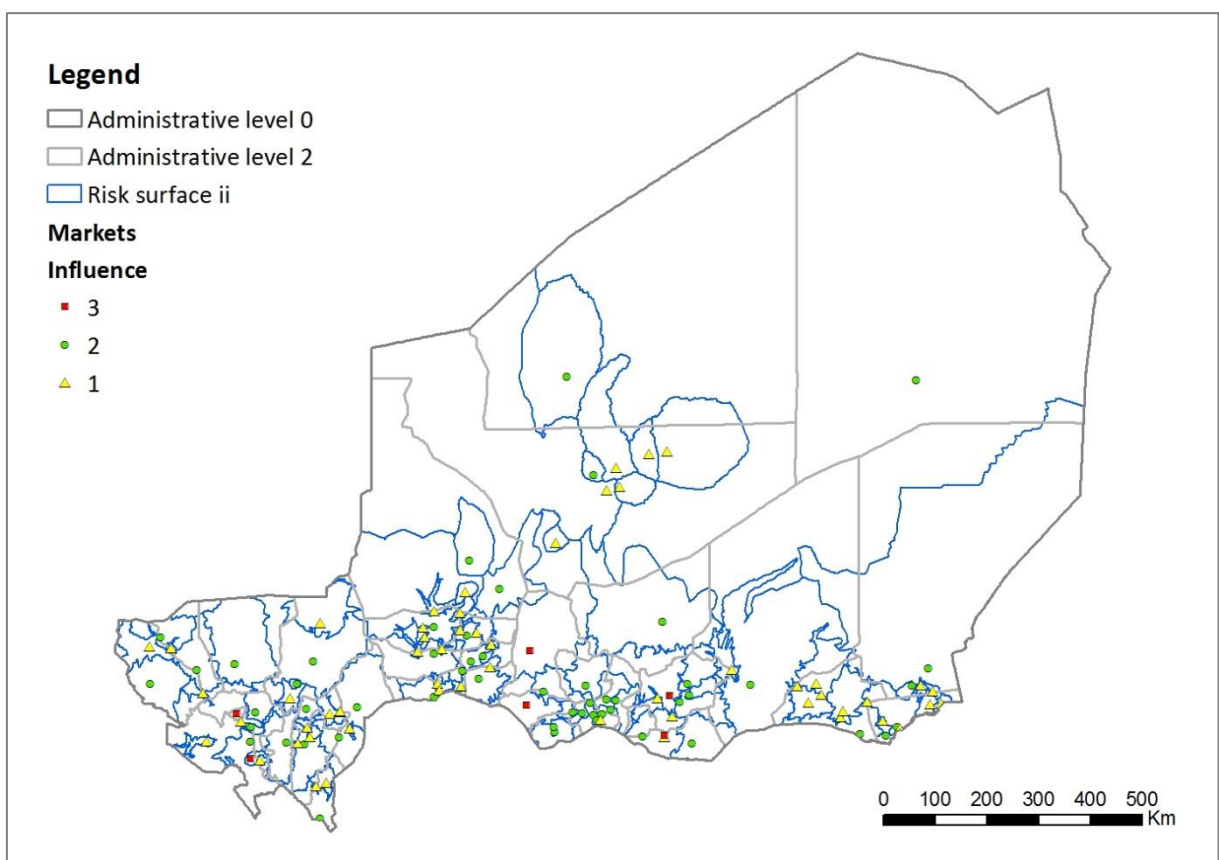 Legend
Administrative level 0
Administrative level 2
Risk surface ii
Markets
Influence
3
2
1
0 100 200 300 400 500
Km